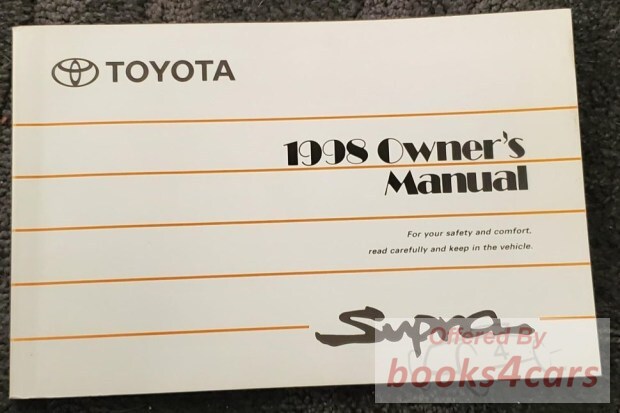 TOYOTA
1998 Owner's
Manual
For your safety and comfort,
read carefully and keep in the vehicle.
Supra
Offered By
books4cars